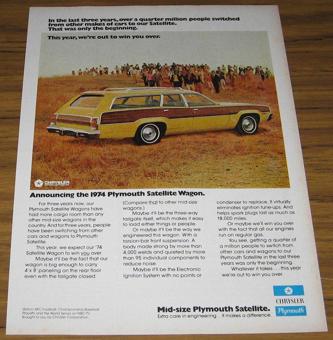 In the last three years, over a quarter million people switched
from other makes of cars to our Satellite.
That was only the beginning.
This year, we're out to win you over.
CHRYSLER
Announcing the 1974 Plymouth Satellite Wagon.
For three years now, our
Plymouth Satellite Wagons have
had more cargo room than any
other mid-size wagons in the
country. And for three years, people
have been switching from other
cars and wagons to Plymouth
Satellite.
This year, we expect our '74
Satellite Wagon to win you over.
Maybe it'll be the fact that our
wagon is big enough to carry
4' x 8' paneling on the rear floor
even with the tailgate closed.
(Compare that to other mid-size
wagons.)
Maybe it'll be the three-way
tailgate itself, which makes it easy
to load either things or people.
Or maybe it'll be the way we
engineered this wagon. With a
torsion-bar front suspension. A
body made strong by more than
4,000 welds and quieted by more
than 95 individual components to
reduce noise.
Maybe it'll be the Electronic
Ignition System with no points or
condenser to replace. It virtually
eliminates ignition tune-ups. And
helps spark plugs last as much as
18,000 miles.
Or maybe we'll win you over
with the fact that all our engines
run on regular gas.
You see, getting a quarter of
a million people to switch from
other cars and wagons to our
Plymouth Satellite in the last three
years was only the beginning.
Whatever it takes... this year
we're out to win you over.
CHRYSLER
Plymouth
Mid-size Plymouth Satellite.
Extra care in engineering...it makes a difference.